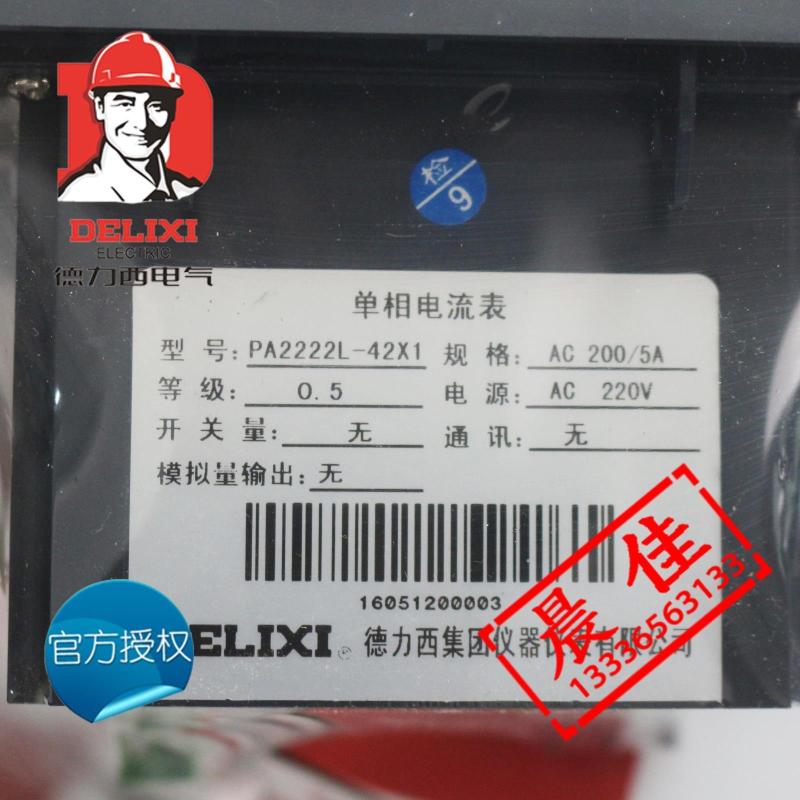 DELIXI
ELECTRIC
德力西电气
检/9
单相电流表
型号: PA2222L-42X1 规格: AC 200/5A
等级: 0.5 电源: AC 220V
开关量: 无 通讯: 无
模拟量输出: 无
16051200003
DELIXI® 德力西集团仪器仪表有限公司
官方授权
晨佳
13336563133